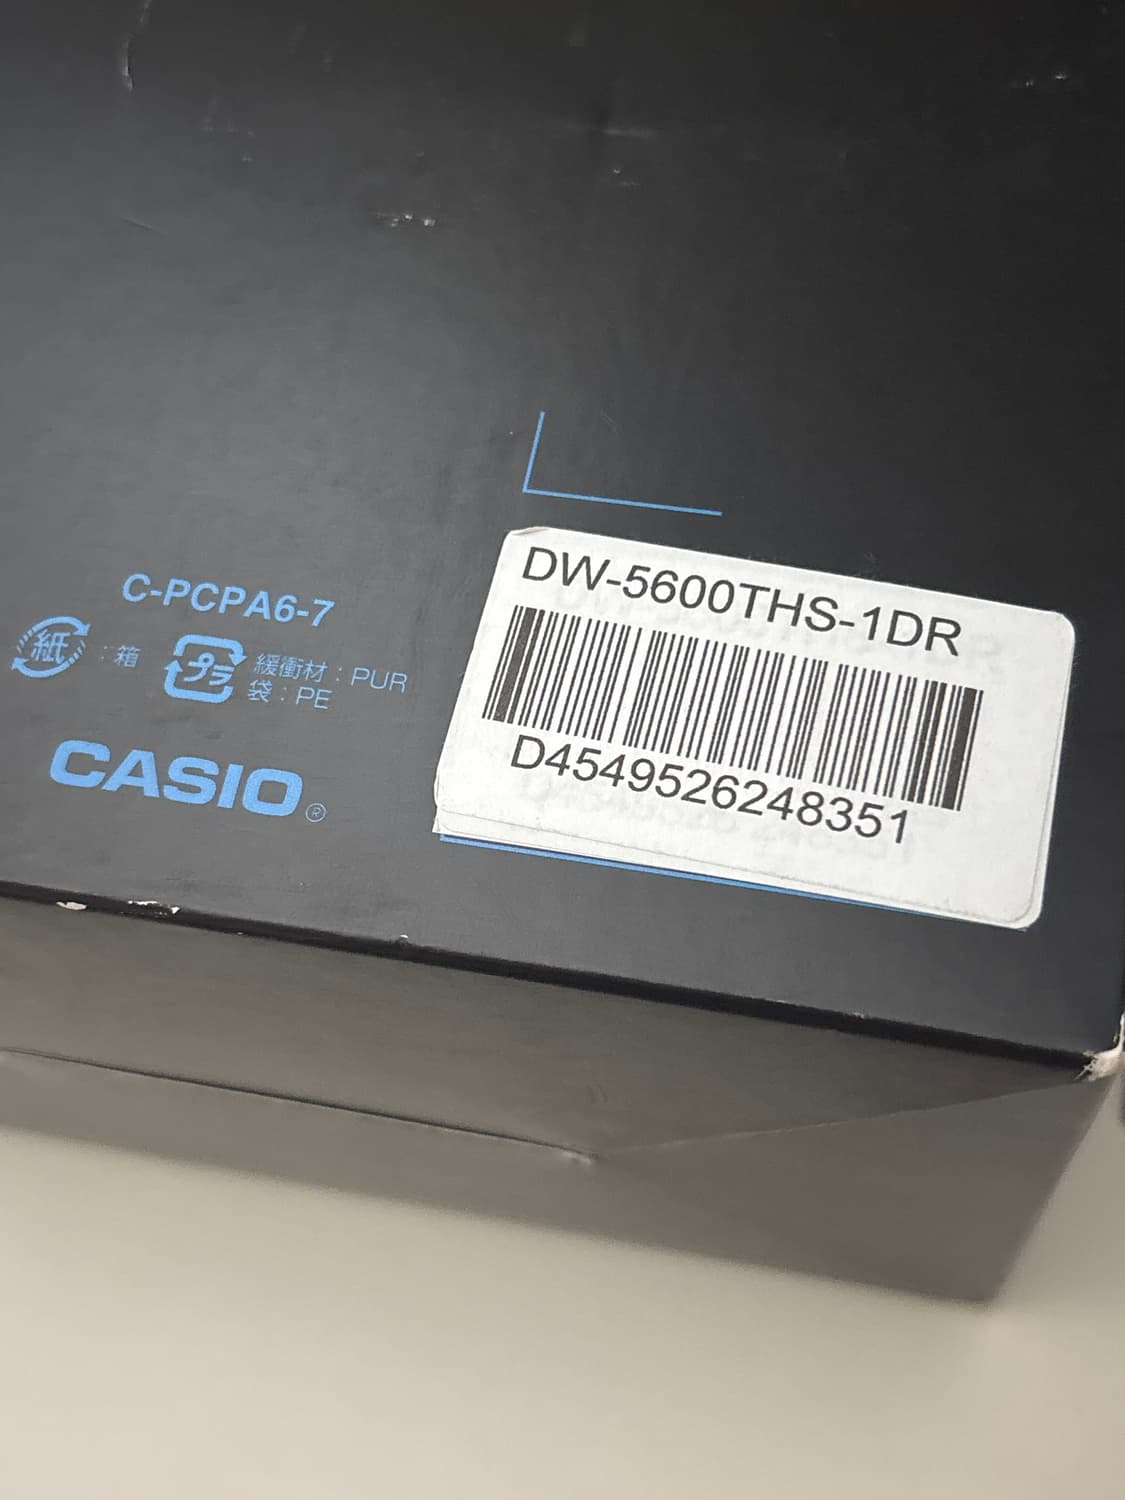 C-PCPA6-7
紙 : 箱
プラ 緩衝材 : PUR
袋 : PE
CASIO®
DW-5600THS-1DR
D4549526248351